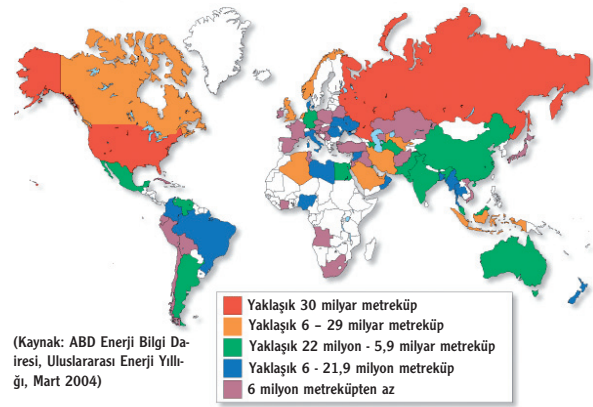 Yaklaşık 30 milyar metreküp
Yaklaşık 6 – 29 milyar metreküp
Yaklaşık 22 milyon - 5,9 milyar metreküp
Yaklaşık 6 - 21,9 milyon metreküp
6 milyon metreküpten az
(Kaynak: ABD Enerji Bilgi Da-
iresi, Uluslararası Enerji Yıllı-
ğı, Mart 2004)